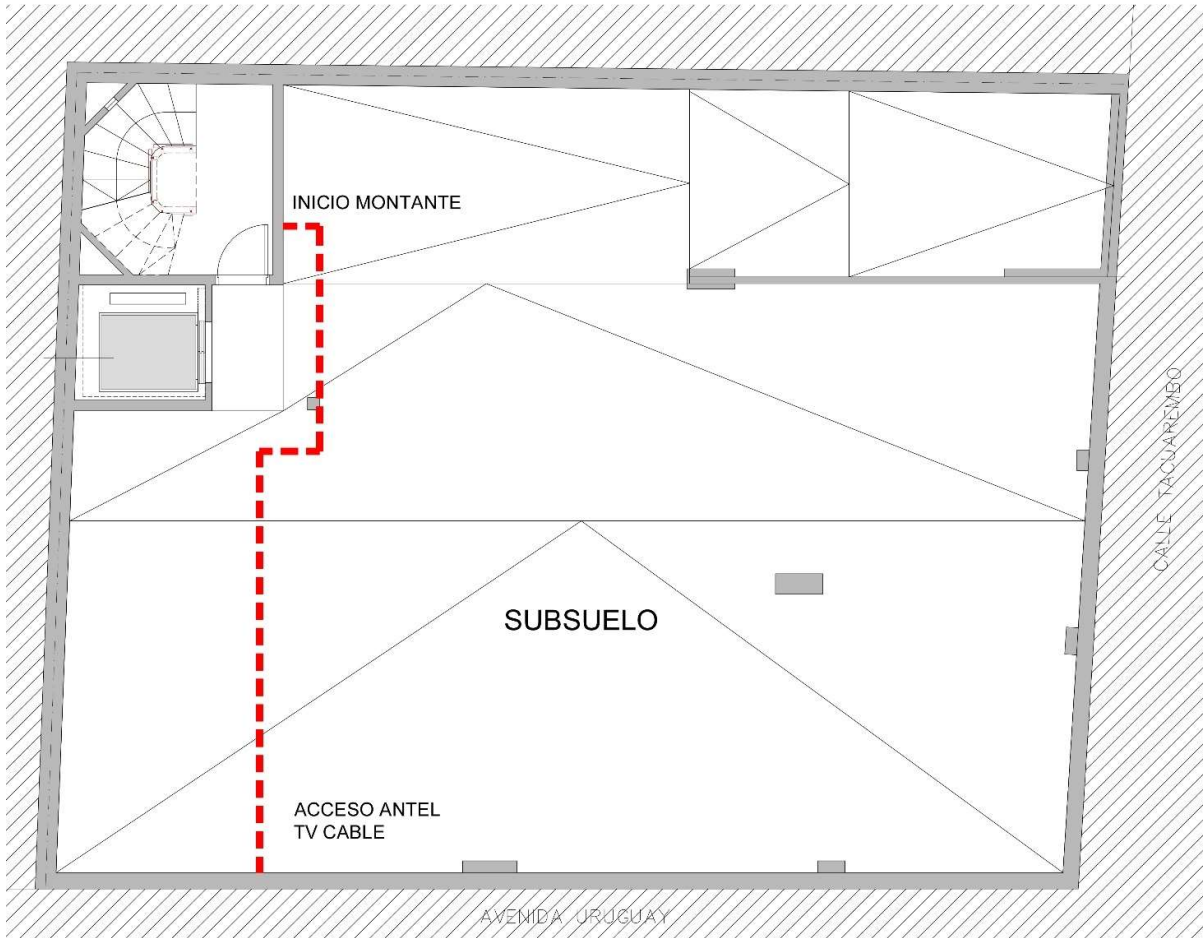 INICIO MONTANTE
CALLE TACUAREMBO
SUBSUELO
ACCESO ANTEL
TV CABLE
AVENIDA URUGUAY